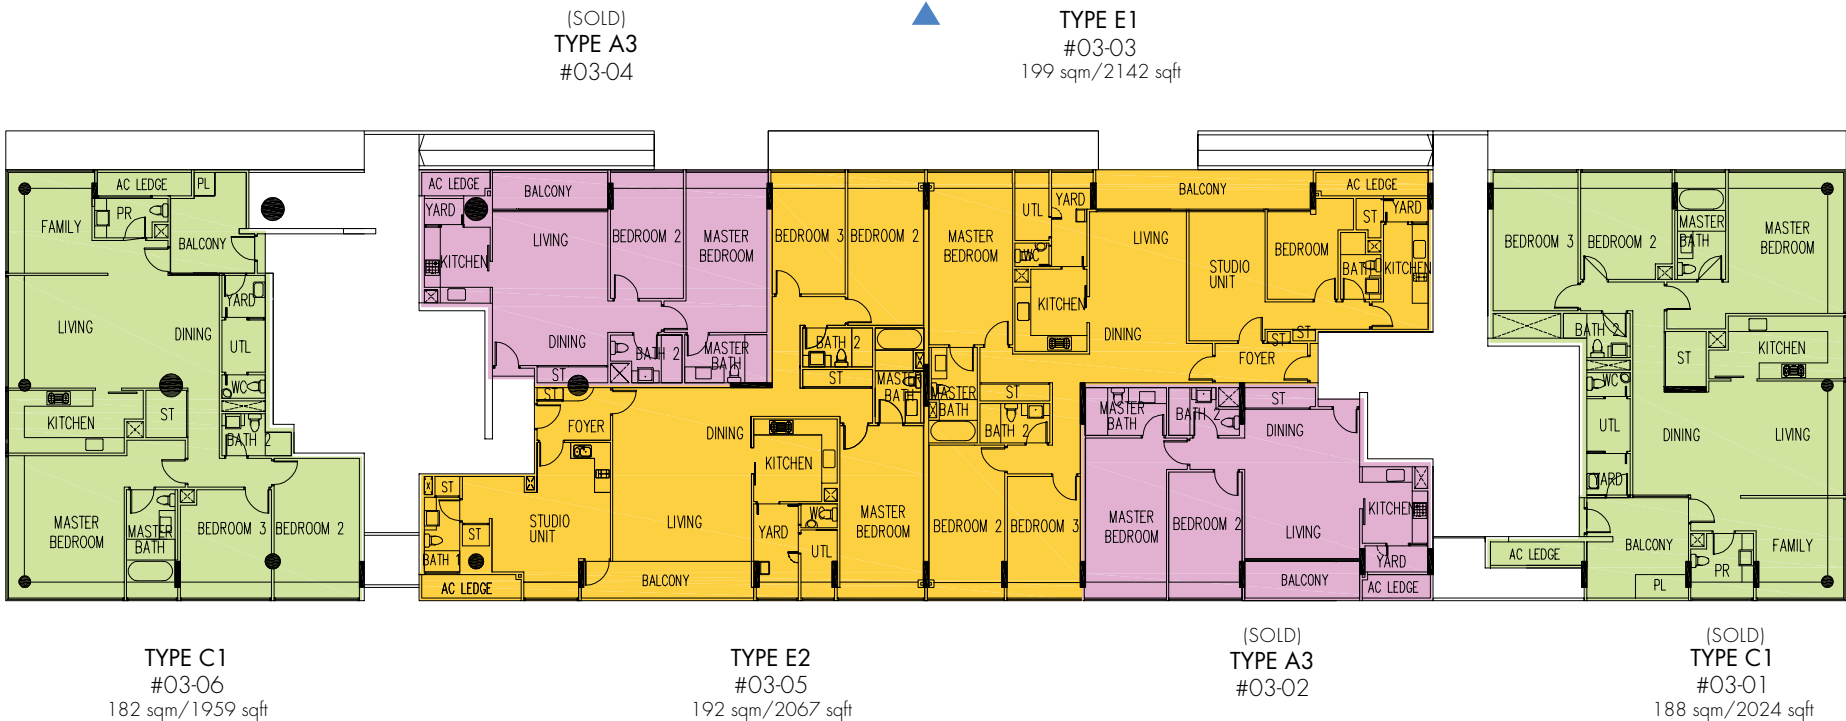 (SOLD)
TYPE A3
#03-04
TYPE E1
#03-03
199 sqm/2142 sqft
AC LEDGE
PL
PR
FAMILY
BALCONY
YARD
LIVING
DINING
UTL
WC
KITCHEN
ST
BATH 2
MASTER
BEDROOM
MASTER
BATH
BEDROOM 3
BEDROOM 2
AC LEDGE
BALCONY
YARD
LIVING
BEDROOM 2
MASTER
BEDROOM
KITCHEN
DINING
BATH 2
MASTER
BATH
ST
BEDROOM 3
BEDROOM 2
BATH 2
ST
MASTER
BATH
ST
FOYER
DINING
KITCHEN
ST
STUDIO
UNIT
LIVING
ST
BATH 1
YARD
WC
UTL
MASTER
BEDROOM
AC LEDGE
BALCONY
MASTER
BEDROOM
UTL
YARD
WC
KITCHEN
BALCONY
LIVING
DINING
AC LEDGE
ST
YARD
BEDROOM
STUDIO
UNIT
BATH
KITCHEN
ST
ST
FOYER
MASTER
BATH
ST
BATH 2
BEDROOM 2
BEDROOM 3
MASTER
BATH
BATH 2
ST
DINING
MASTER
BEDROOM
BEDROOM 2
LIVING
KITCHEN
YARD
BALCONY
AC LEDGE
BEDROOM 3
BEDROOM 2
MASTER
BATH
MASTER
BEDROOM
BATH 2
ST
KITCHEN
WC
UTL
DINING
LIVING
YARD
AC LEDGE
BALCONY
PR
FAMILY
PL
TYPE C1
#03-06
182 sqm/1959 sqft
TYPE E2
#03-05
192 sqm/2067 sqft
(SOLD)
TYPE A3
#03-02
(SOLD)
TYPE C1
#03-01
188 sqm/2024 sqft